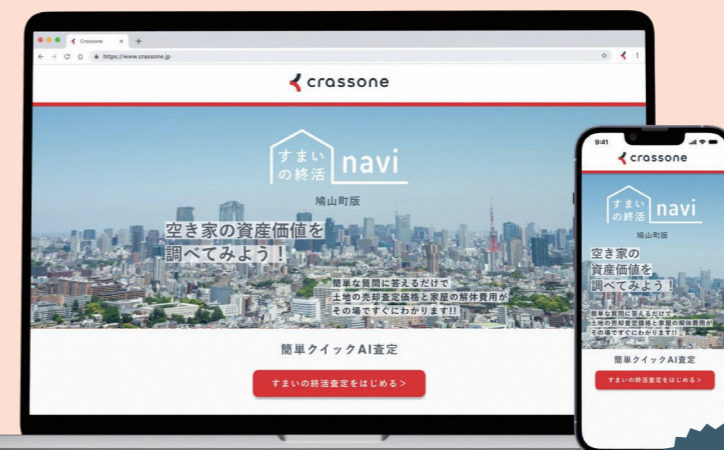 Crassone
https://www.crassone.jp
crassone
すまい
の終活
navi
鳩山町版
空き家の資産価値を
調べてみよう！
簡単な質問に答えるだけで
土地の売却査定価格と家屋の解体費用が
その場ですぐにわかります!!
簡単クイックAI査定
すまいの終活査定をはじめる＞
9:41
crassone
すまい
の終活
navi
鳩山町版
空き家の
資産価値を
調べてみよう！
簡単な質問に答えるだけで
土地の売却査定価格と家屋の解体費用が
その場ですぐにわかります!!
簡単クイックAI査定
すまいの終活査定をはじめる＞